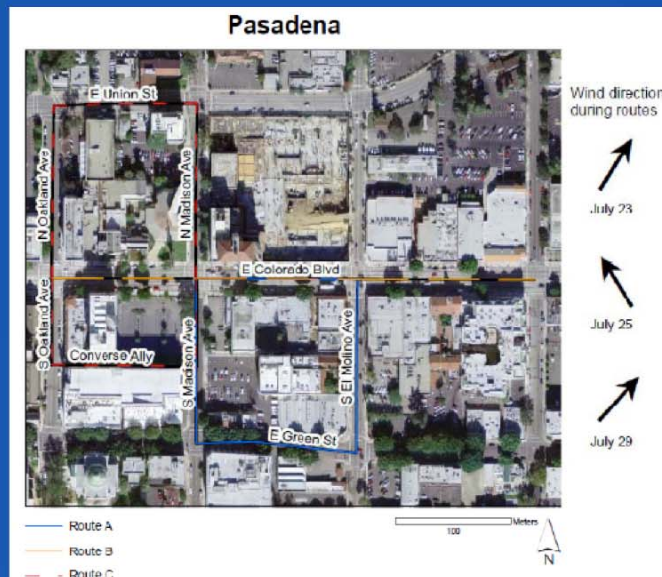 Pasadena
E Union St
N Oakland Ave
N Madison Ave
Wind direction
during routes
July 23
E Colorado Blvd
S Oakland Ave
S Madison Ave
S El Molino Ave
July 25
Converse Ally
E Green St
July 29
Route A
Route B
Route C
Meters
100
N